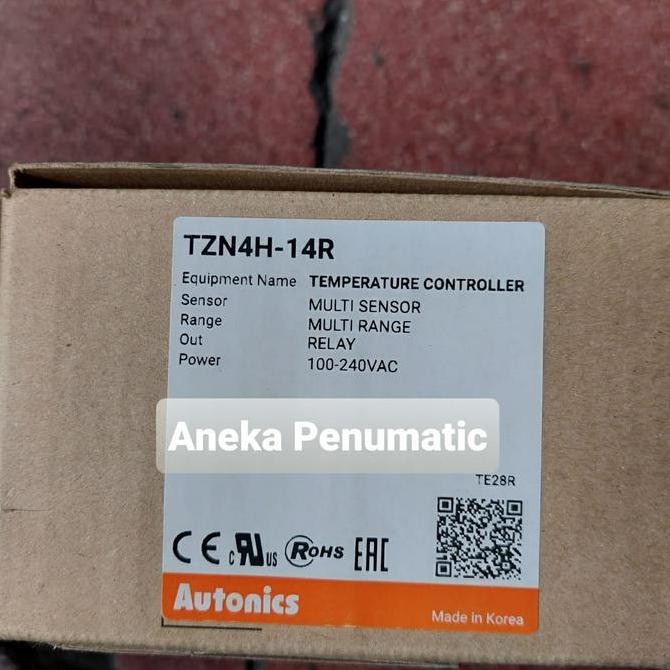 TZN4H-14R
Equipment Name TEMPERATURE CONTROLLER
Sensor MULTI SENSOR
Range MULTI RANGE
Out RELAY
Power 100-240VAC
Aneka Penumatic
TE28R
CE c RU US RoHS EAC
Autonics
Made in Korea